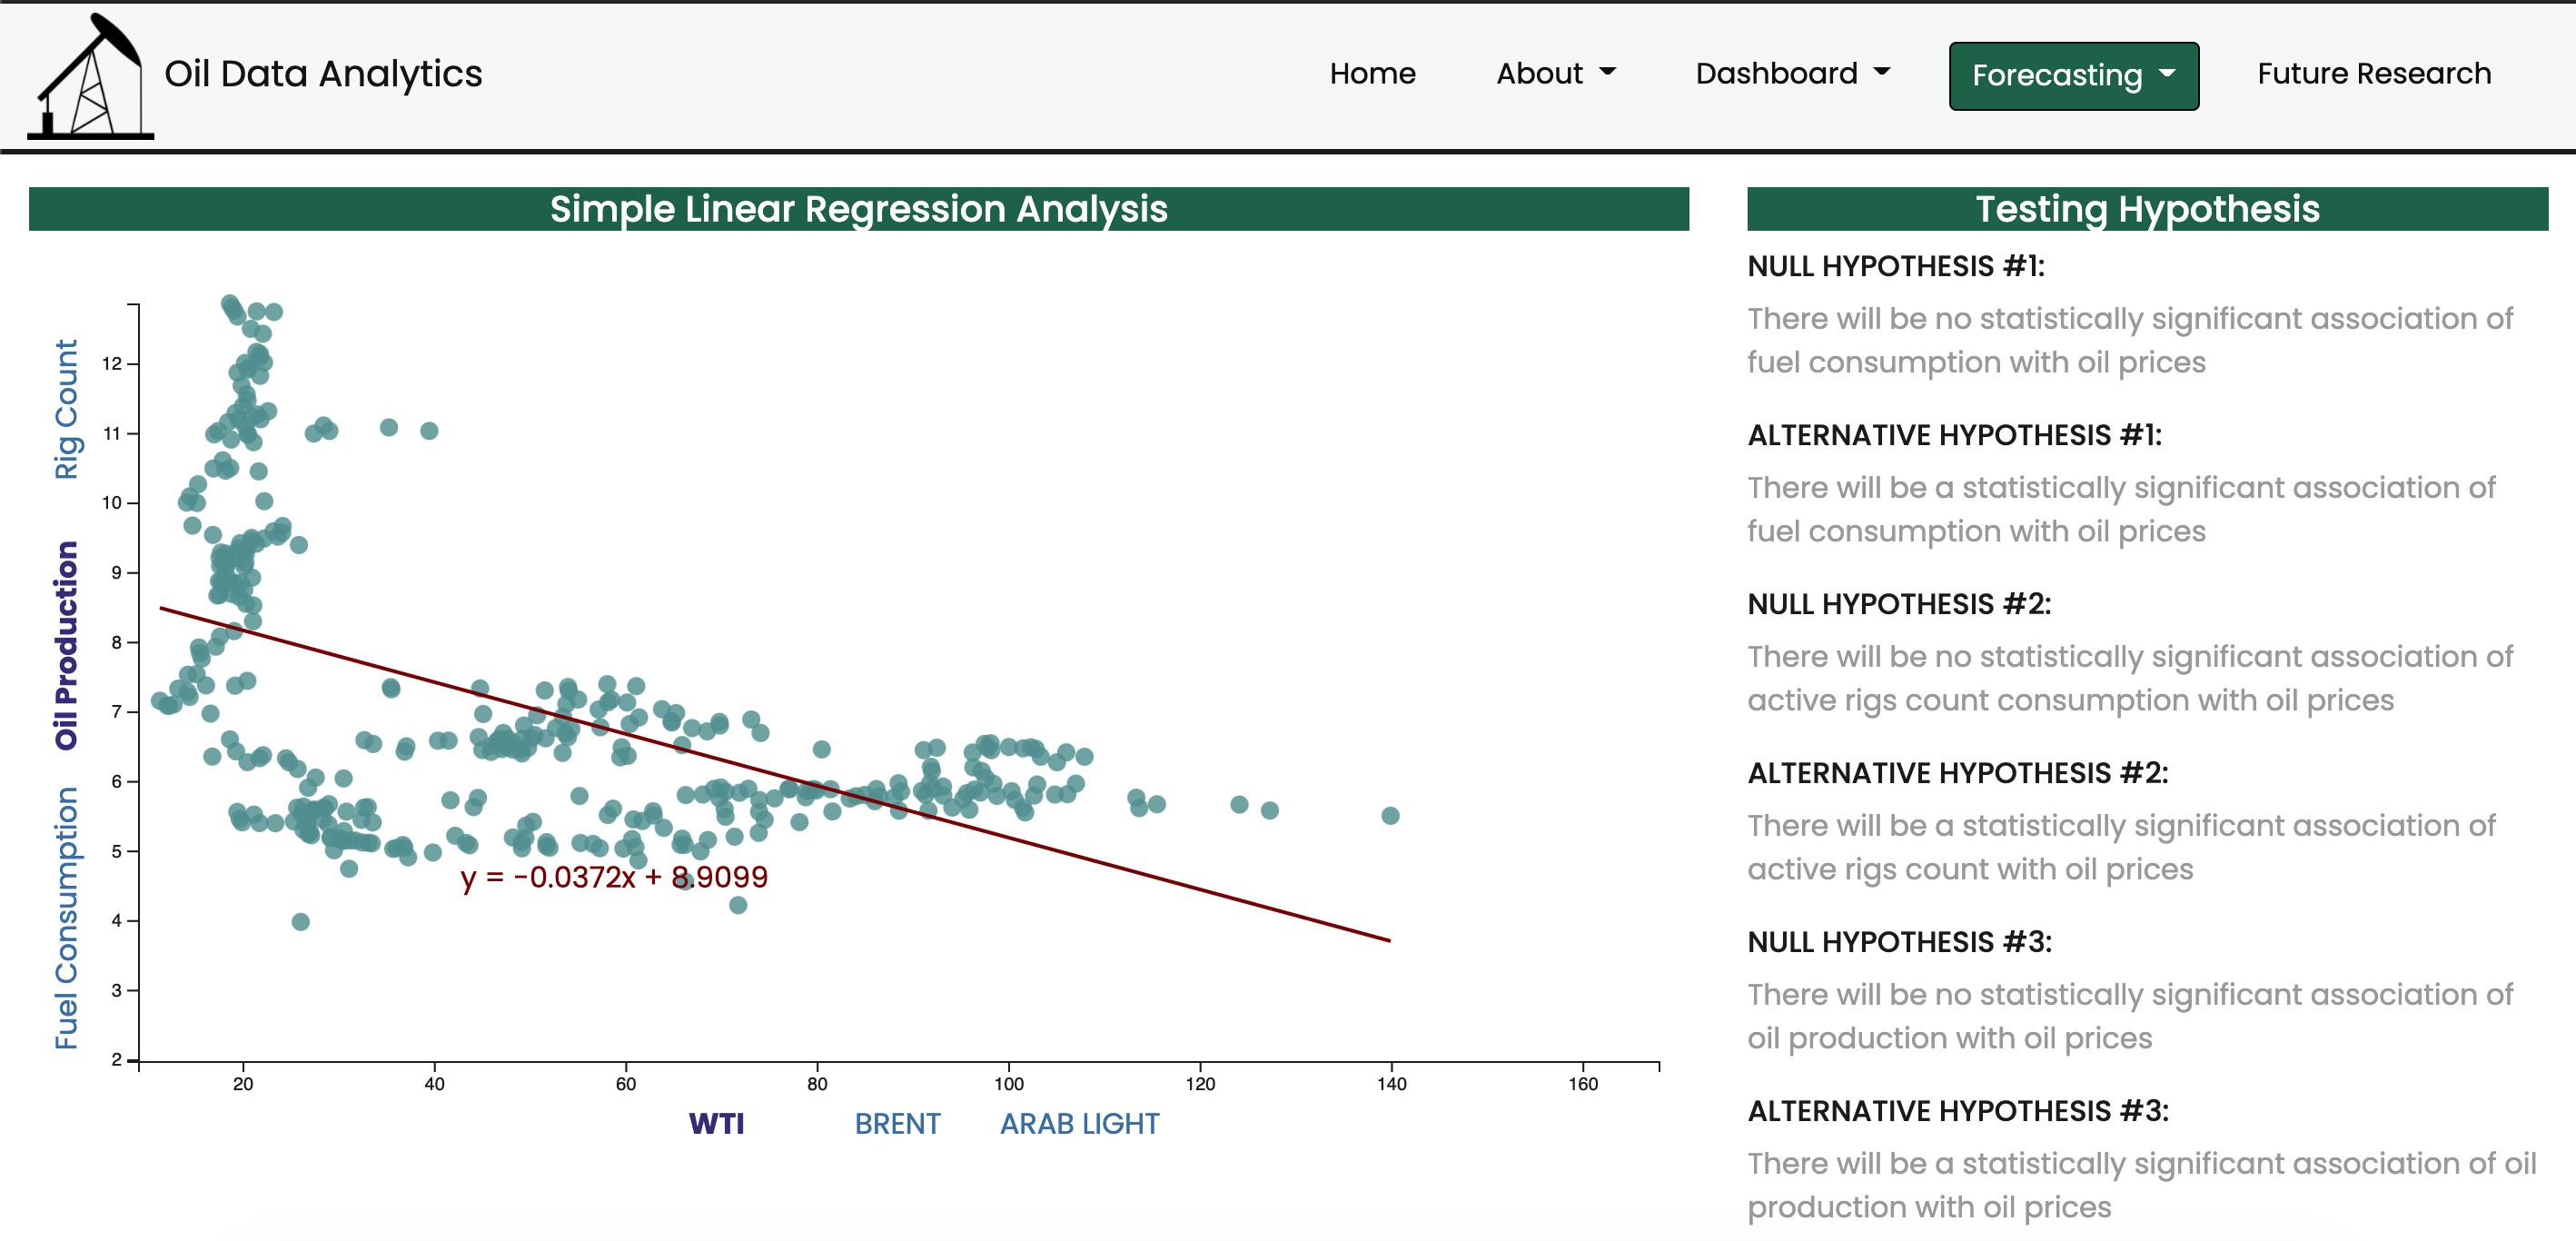 Oil Data Analytics
Home
About
Dashboard
Forecasting
Future Research
Simple Linear Regression Analysis
Rig Count
Oil Production
Fuel Consumption
12
11
10
9
8
7
6
5
4
3
2
y = −0.0372x + 8.9099
20
40
60
80
100
120
140
160
WTI
BRENT
ARAB LIGHT
Testing Hypothesis
NULL HYPOTHESIS #1:
There will be no statistically significant association of
fuel consumption with oil prices
ALTERNATIVE HYPOTHESIS #1:
There will be a statistically significant association of
fuel consumption with oil prices
NULL HYPOTHESIS #2:
There will be no statistically significant association of
active rigs count consumption with oil prices
ALTERNATIVE HYPOTHESIS #2:
There will be a statistically significant association of
active rigs count with oil prices
NULL HYPOTHESIS #3:
There will be no statistically significant association of
oil production with oil prices
ALTERNATIVE HYPOTHESIS #3:
There will be a statistically significant association of oil
production with oil prices